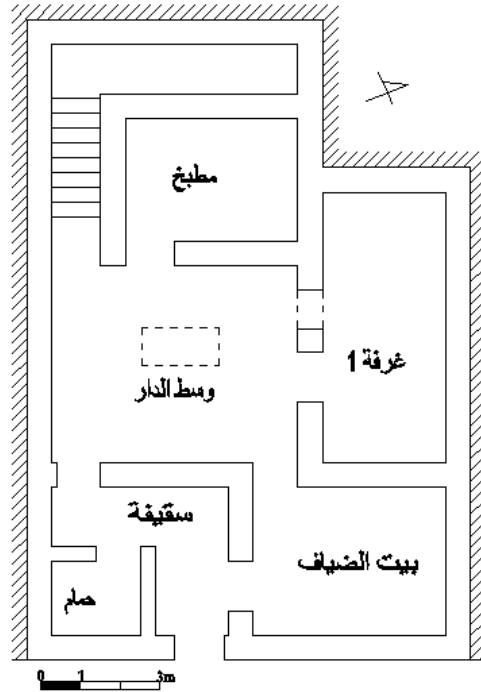 مطبخ
غرفة 1
وسط الدار
سقيفة
بيت الضياف
حمام
0 1 3m